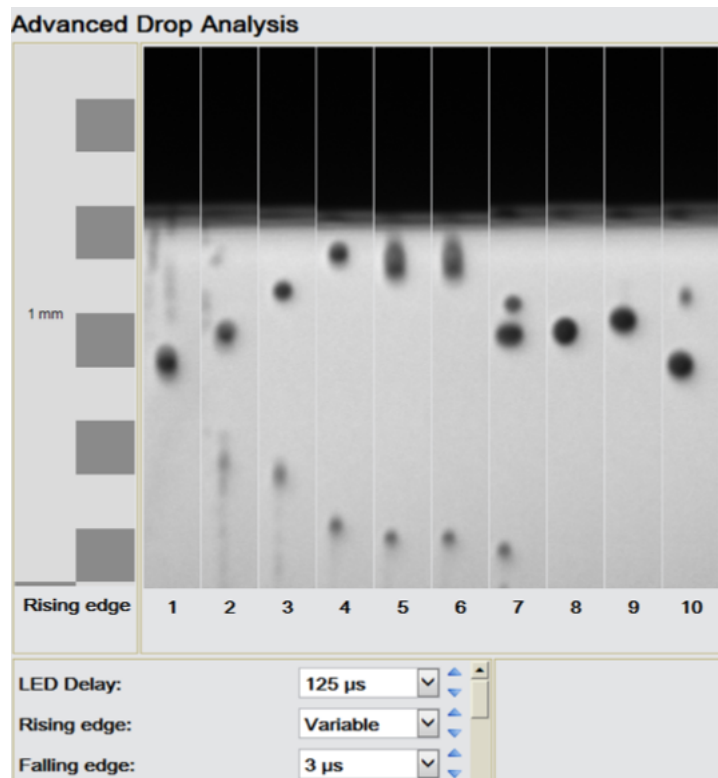 Advanced Drop Analysis
1 mm
Rising edge 1 2 3 4 5 6 7 8 9 10
LED Delay: 125 µs
Rising edge: Variable
Falling edge: 3 µs